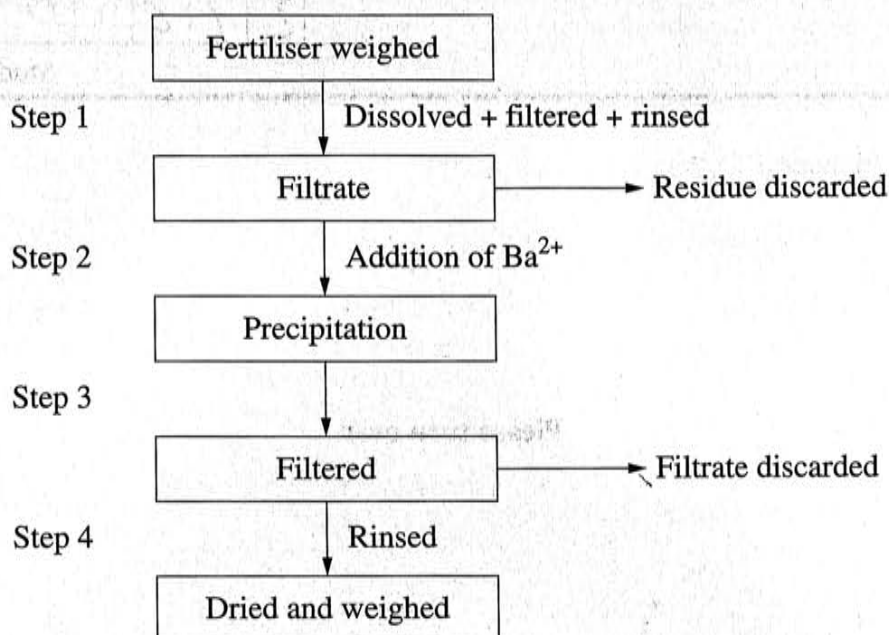 Fertiliser weighed
Step 1
Dissolved + filtered + rinsed
Filtrate
Residue discarded
Step 2
Addition of Ba²⁺
Precipitation
Step 3
Filtered
Filtrate discarded
Step 4
Rinsed
Dried and weighed